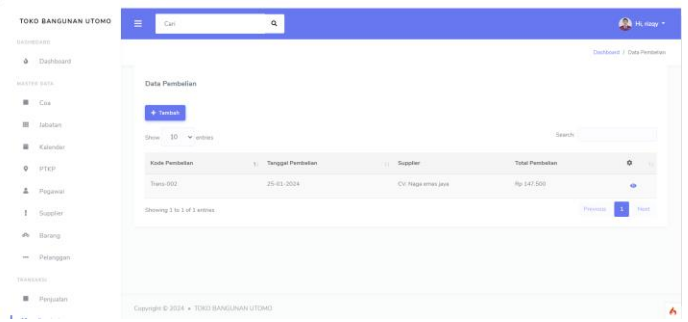 TOKO BANGUNAN UTOMO
Cari
Hi, rizqy
DASHBOARD
Dashboard
Dashboard / Data Pembelian
MASTER DATA
Coa
Jabatan
Kalender
PTKP
Pegawai
Supplier
Barang
Pelanggan
TRANSAKSI
Penjualan
Data Pembelian
+ Tambah
Show 10 entries
Search:
Kode Pembelian Tanggal Pembelian Supplier Total Pembelian
Trans-002 25-01-2024 CV. Naga emas jaya Rp 147.500
Showing 1 to 1 of 1 entries
Previous 1 Next
Copyright © 2024 • TOKO BANGUNAN UTOMO